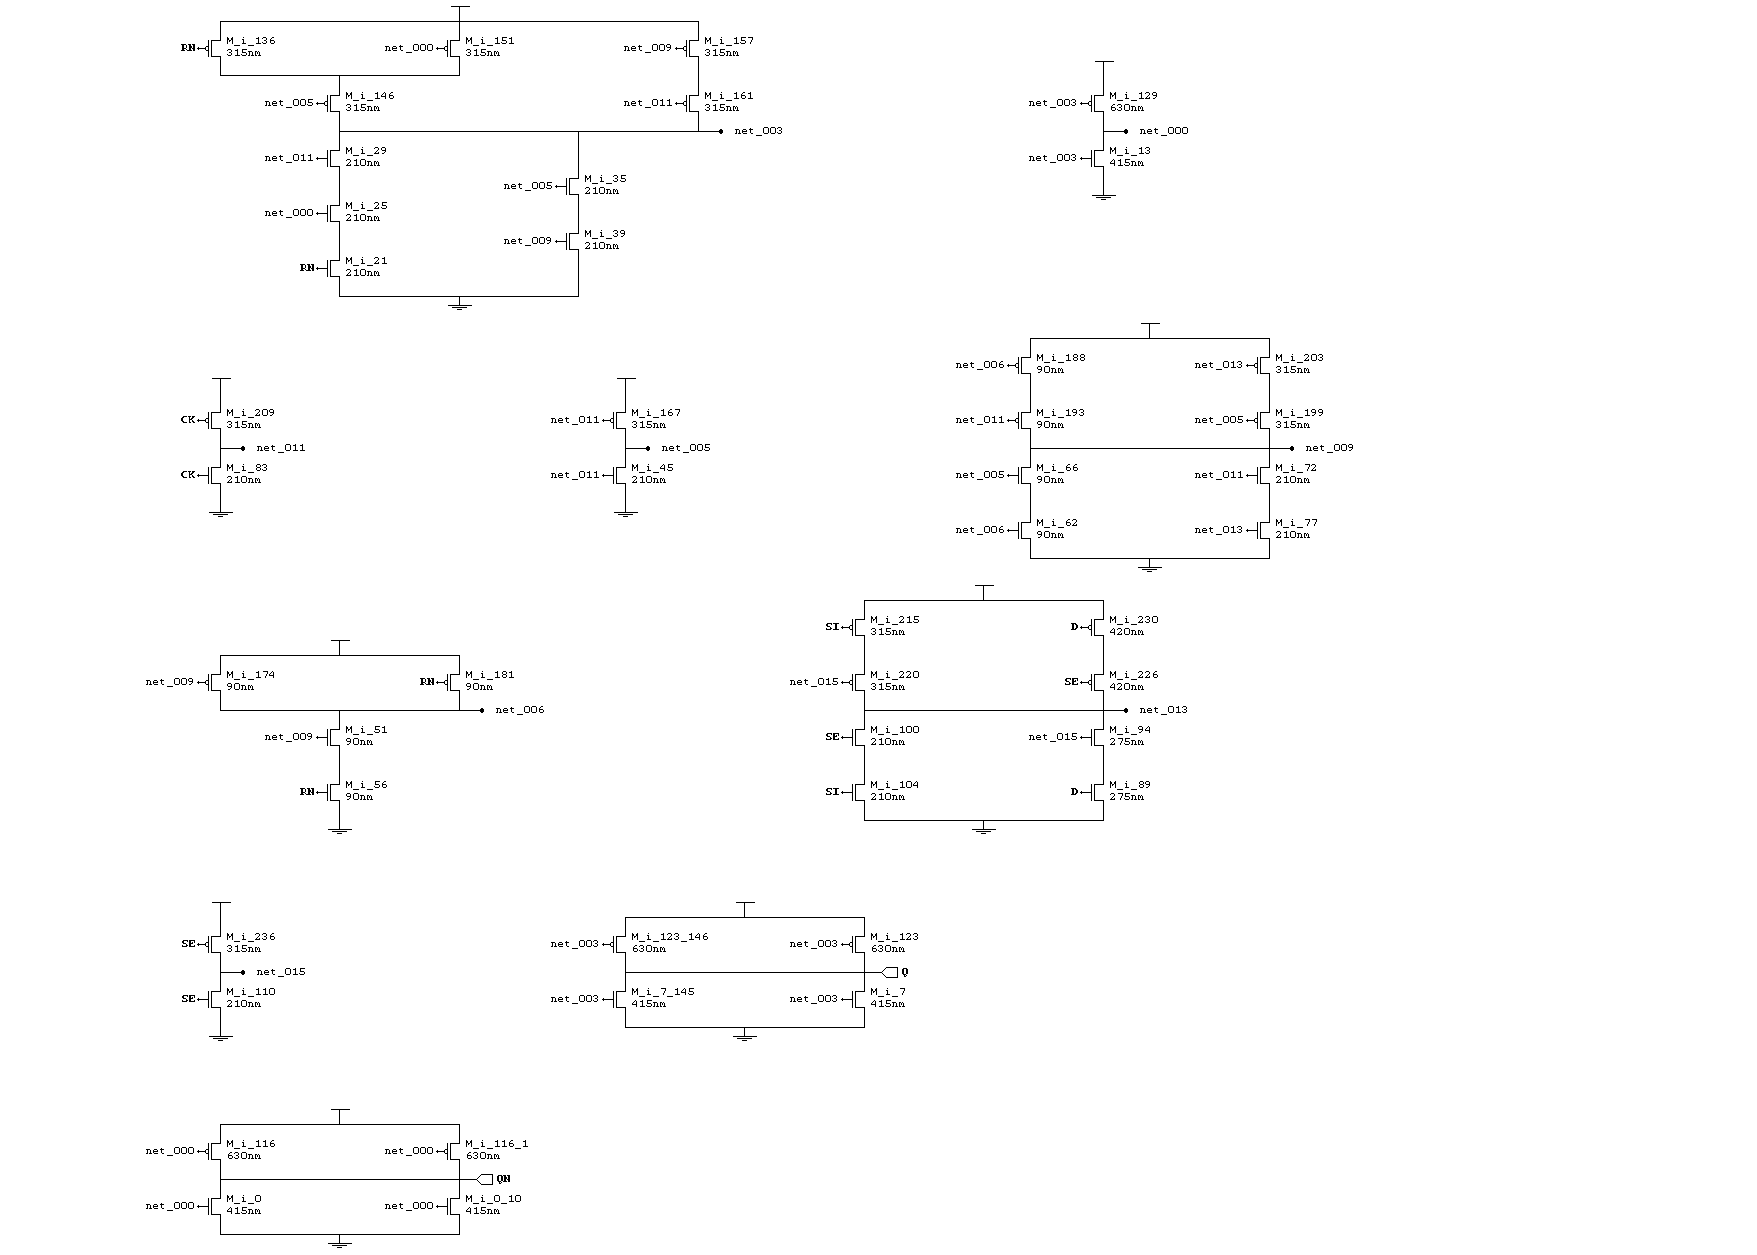 RN M_i_136 315nm net_000 M_i_151 315nm net_009 M_i_157 315nm
net_005 M_i_146 315nm net_011 M_i_161 315nm
net_003
net_011 M_i_29 210nm
net_005 M_i_35 210nm
net_000 M_i_25 210nm
net_009 M_i_39 210nm
RN M_i_21 210nm
net_003 M_i_129 630nm
net_000
net_003 M_i_13 415nm
CK M_i_209 315nm
net_011
CK M_i_83 210nm
net_011 M_i_167 315nm
net_005
net_011 M_i_45 210nm
net_006 M_i_188 90nm net_013 M_i_203 315nm
net_011 M_i_193 90nm net_005 M_i_199 315nm
net_009
net_005 M_i_66 90nm net_011 M_i_72 210nm
net_006 M_i_62 90nm net_013 M_i_77 210nm
net_009 M_i_174 90nm RN M_i_181 90nm
net_006
net_009 M_i_51 90nm
RN M_i_56 90nm
SI M_i_215 315nm D M_i_230 420nm
net_015 M_i_220 315nm SE M_i_226 420nm
net_013
SE M_i_100 210nm net_015 M_i_94 275nm
SI M_i_104 210nm D M_i_89 275nm
SE M_i_236 315nm
net_015
SE M_i_110 210nm
net_003 M_i_123_146 630nm net_003 M_i_123 630nm
Q
net_003 M_i_7_145 415nm net_003 M_i_7 415nm
net_000 M_i_116 630nm net_000 M_i_116_1 630nm
QN
net_000 M_i_0 415nm net_000 M_i_0_10 415nm